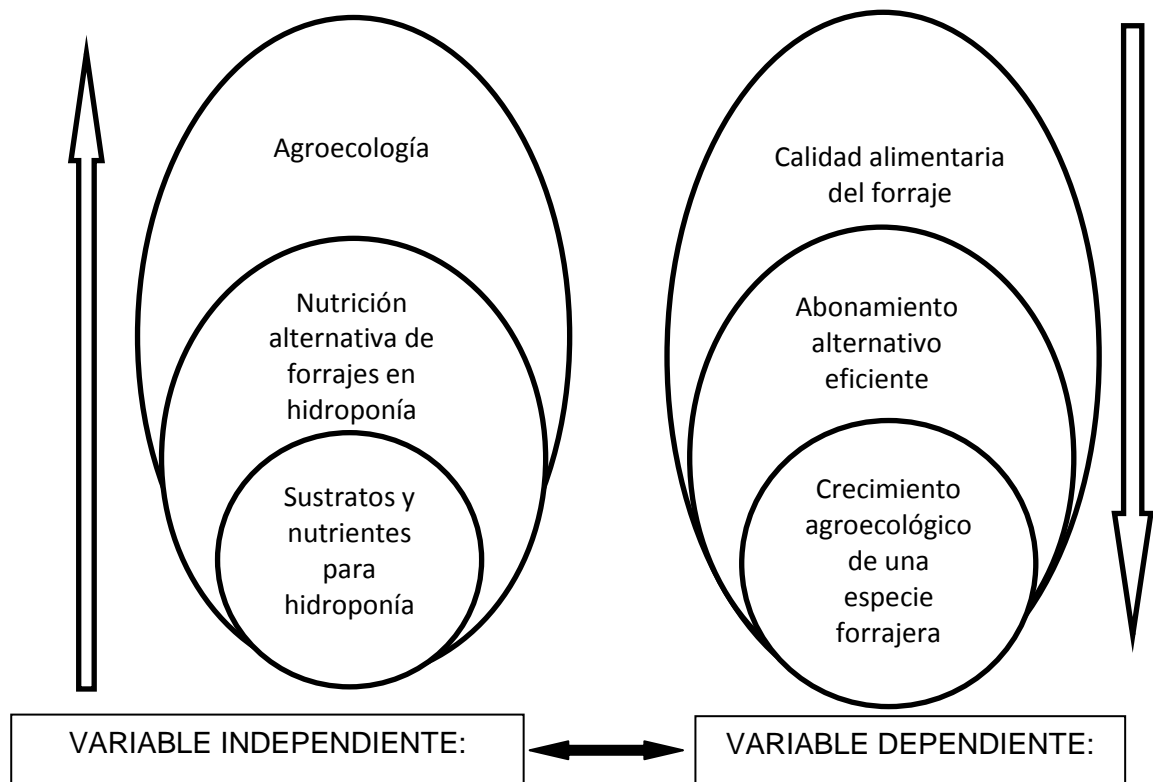 Agroecología
Nutrición
alternativa de
forrajes en
hidroponía
Sustratos y
nutrientes
para
hidroponía
Calidad alimentaria
del forraje
Abonamiento
alternativo
eficiente
Crecimiento
agroecológico
de una
especie
forrajera
VARIABLE INDEPENDIENTE:
VARIABLE DEPENDIENTE: